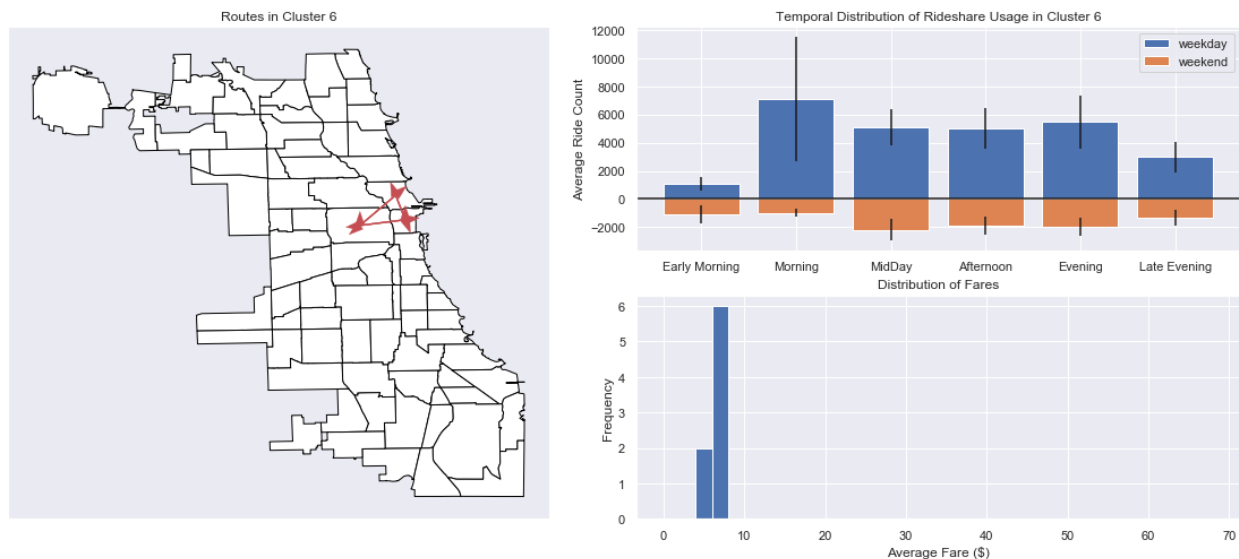 Routes in Cluster 6
Temporal Distribution of Rideshare Usage in Cluster 6
Average Ride Count
12000
10000
8000
6000
4000
2000
0
−2000
weekday
weekend
Early Morning Morning MidDay Afternoon Evening Late Evening
Distribution of Fares
Frequency
6
5
4
3
2
1
0
0 10 20 30 40 50 60 70
Average Fare ($)